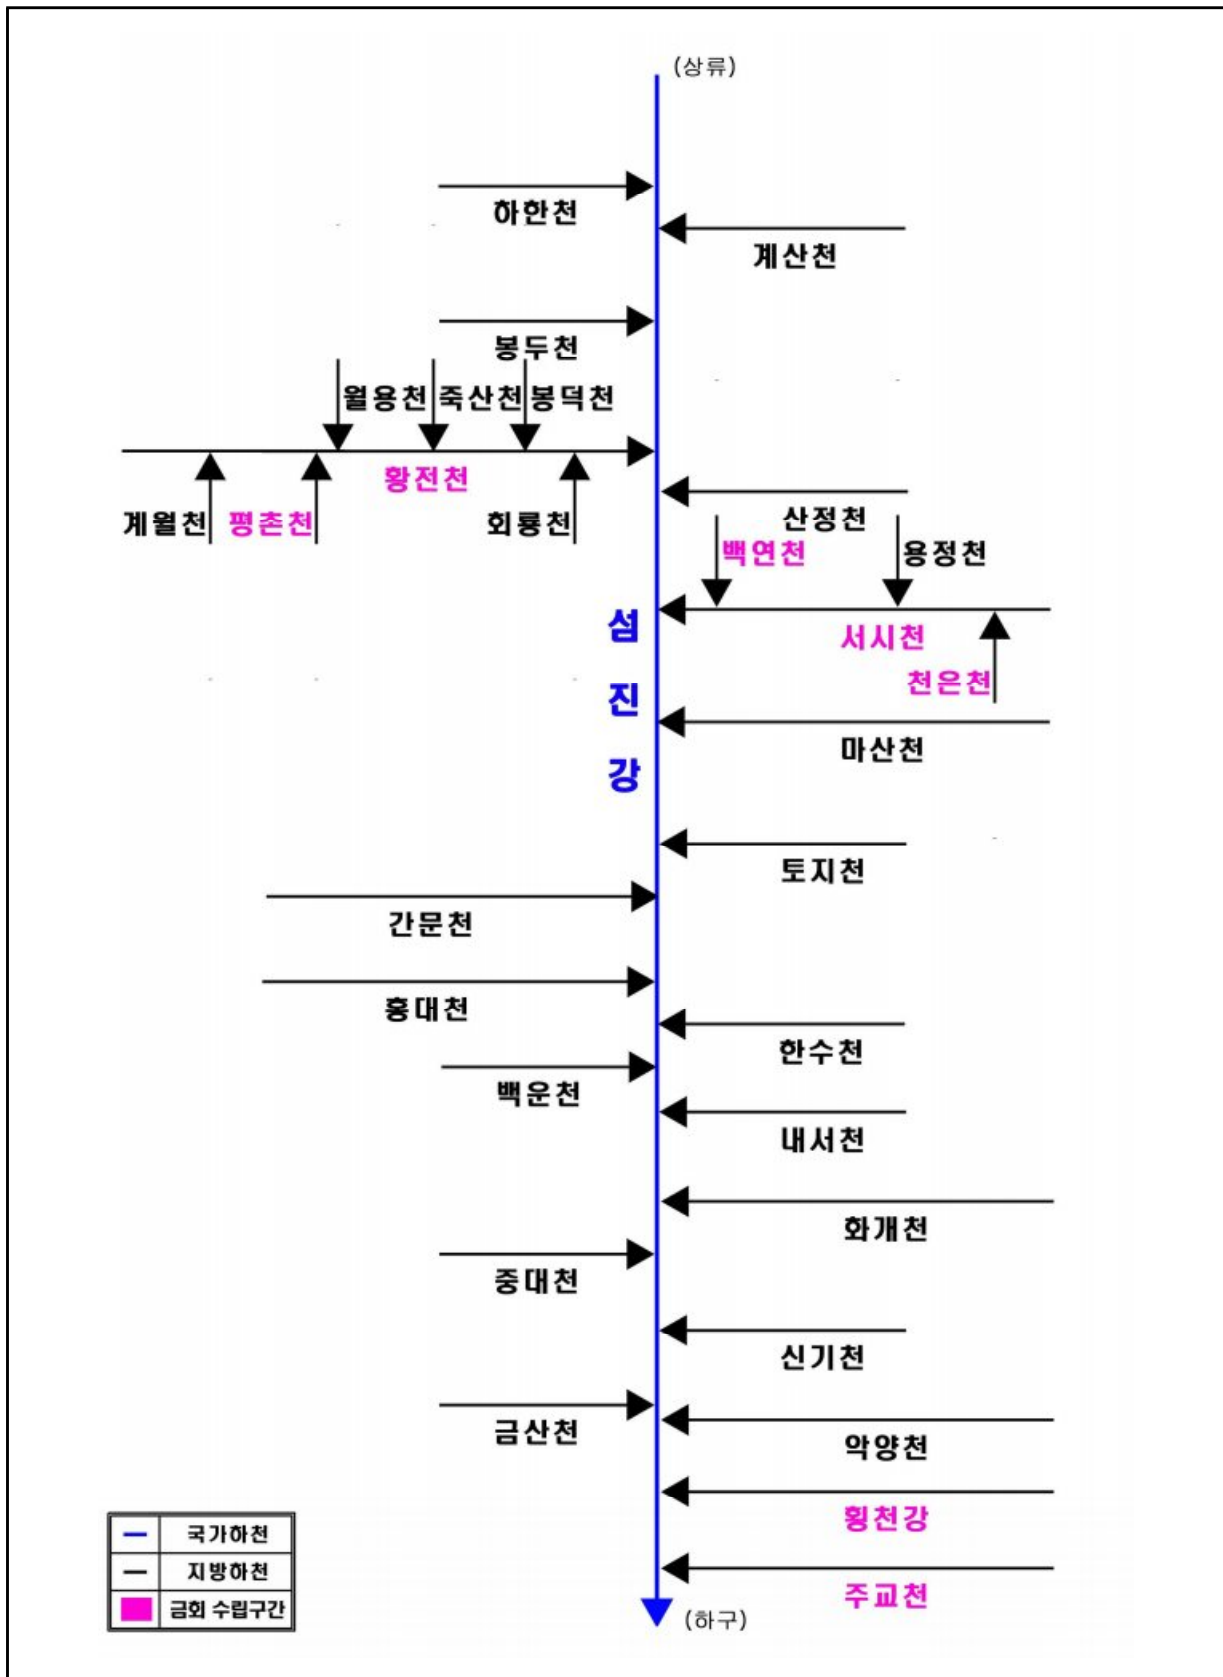 (상류)
하한천
계산천
봉두천
월용천 죽산천 봉덕천
황전천
계월천 평촌천 회룡천
산정천
백연천 용정천
서시천
천은천
섬
진
강
마산천
토지천
간문천
홍대천
한수천
백운천
내서천
화개천
중대천
신기천
금산천
악양천
횡천강
주교천
국가하천
지방하천
금회 수립구간
(하구)